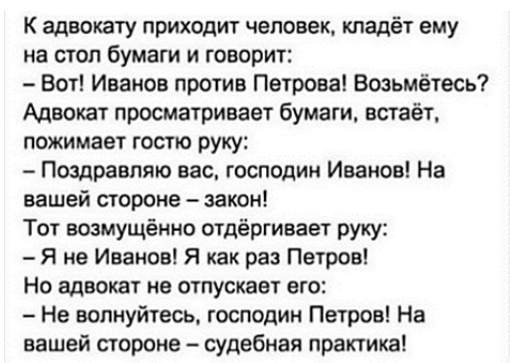 К адвокату приходит человек, кладёт ему
на стол бумаги и говорит:
– Вот! Иванов против Петрова! Возьмётесь?
Адвокат просматривает бумаги, встаёт,
пожимает гостю руку:
– Поздравляю вас, господин Иванов! На
вашей стороне – закон!
Тот возмущённо отдёргивает руку:
– Я не Иванов! Я как раз Петров!
Но адвокат не отпускает его:
– Не волнуйтесь, господин Петров! На
вашей стороне – судебная практика!